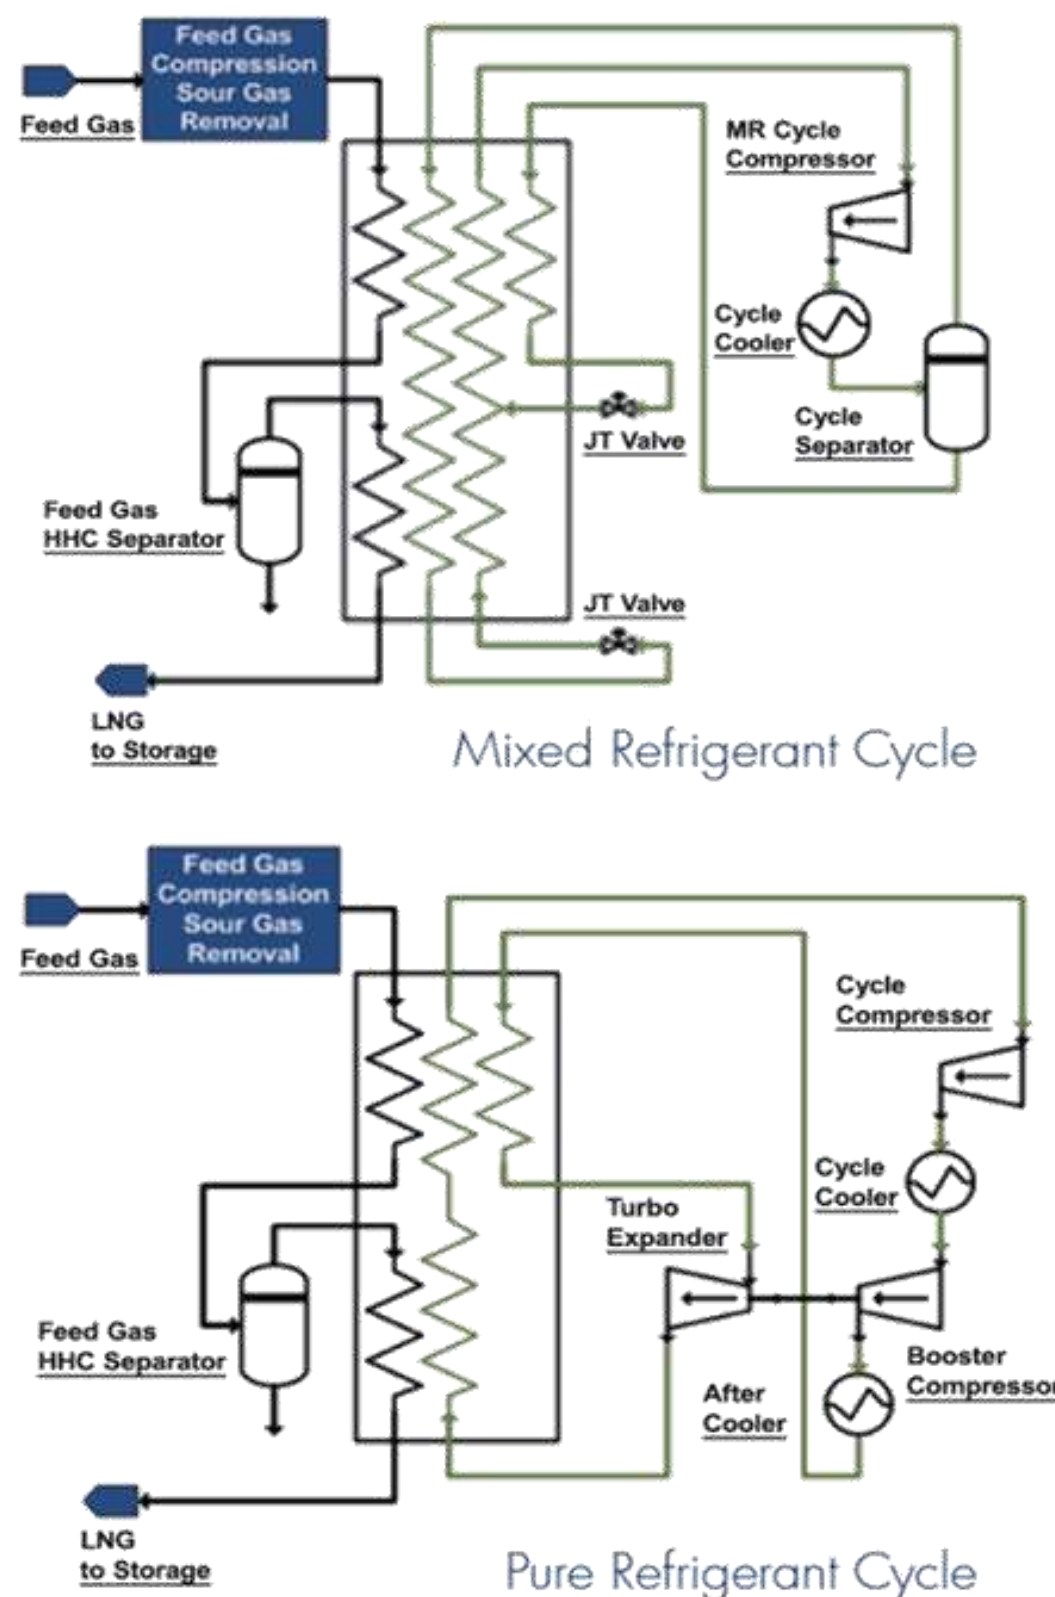 Feed Gas
Compression
Sour Gas
Removal
Feed Gas
MR Cycle
Compressor
Cycle
Cooler
Cycle
Separator
JT Valve
Feed Gas
HHC Separator
JT Valve
LNG
to Storage
Mixed Refrigerant Cycle
Feed Gas
Compression
Sour Gas
Removal
Feed Gas
Cycle
Compressor
Cycle
Cooler
Turbo
Expander
Feed Gas
HHC Separator
Booster
Compressor
After
Cooler
LNG
to Storage
Pure Refrigerant Cycle